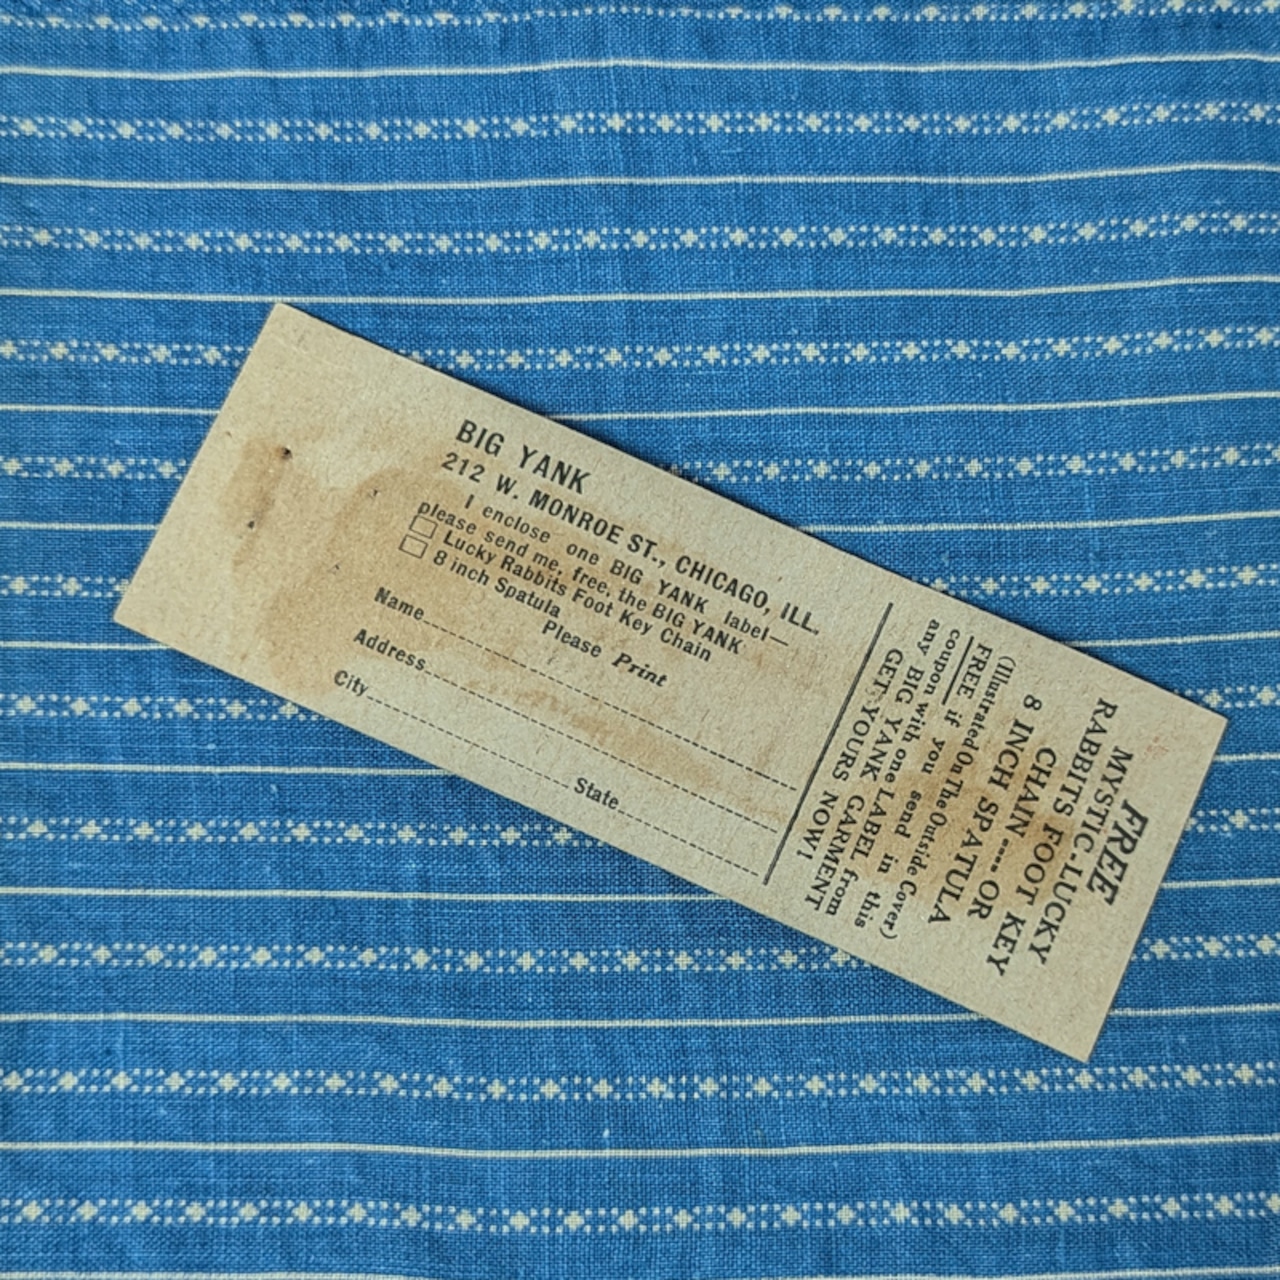 BIG YANK
212 W. MONROE ST., CHICAGO, ILL.
I enclose one BIG YANK label—
please send me, free, the BIG YANK
Lucky Rabbits Foot Key Chain
8 inch Spatula
Please Print
Name
Address
City State
FREE
MYSTIC-LUCKY
RABBITS FOOT KEY
CHAIN ---- OR
8 INCH SPATULA
(Illustrated On The Outside Cover)
FREE if you send in this
coupon with one LABEL from
any BIG YANK GARMENT
GET YOURS NOW!